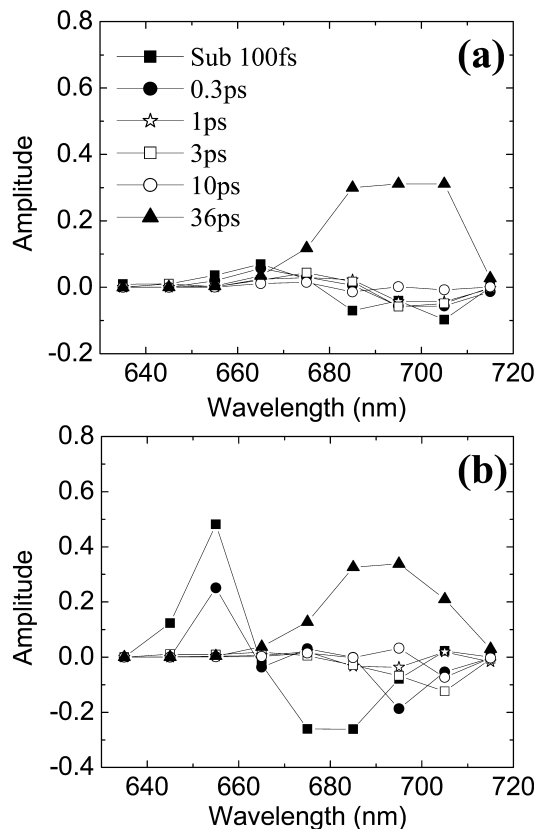 (a)
Sub 100fs
0.3ps
1ps
3ps
10ps
36ps
Amplitude
0.8
0.6
0.4
0.2
0.0
-0.2
640 660 680 700 720
Wavelength (nm)
(b)
Amplitude
0.8
0.6
0.4
0.2
0.0
-0.2
-0.4
640 660 680 700 720
Wavelength (nm)